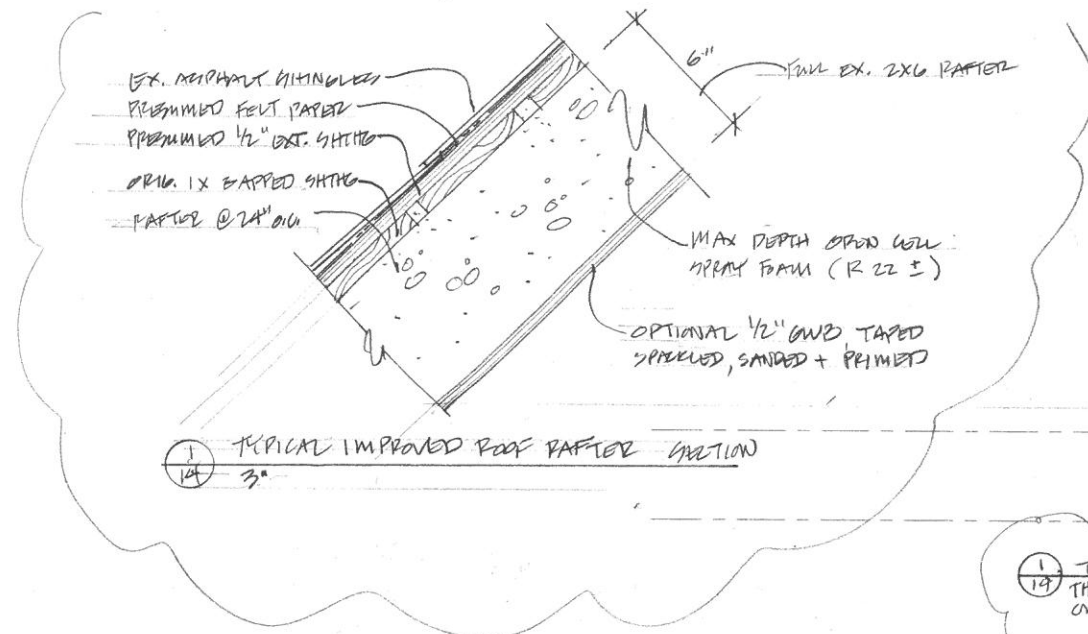 EX. ASPHALT SHINGLES
PRESUMED FELT PAPER
PRESUMED 1/2" EXT. SHTHG
ORIG. 1X GAPPED SHTHG
RAFTER @ 24" O.C.
6"
FULL EX. 2X6 RAFTER
MAX DEPTH OPEN CELL
SPRAY FOAM (R 22 ±)
OPTIONAL 1/2" GWB, TAPED
SPACKLED, SANDED + PRIMED
1
14
TYPICAL IMPROVED ROOF RAFTER SECTION
3"
1
19
T
TH